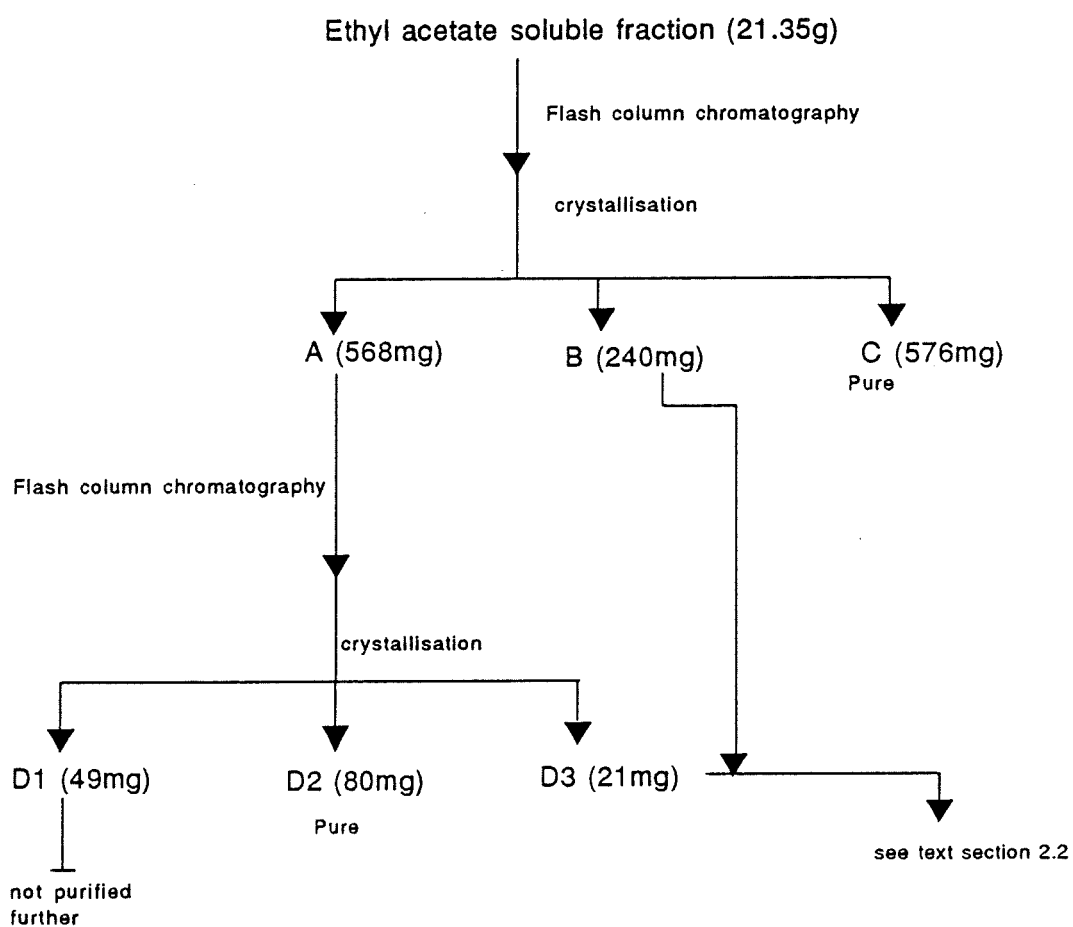 Ethyl acetate soluble fraction (21.35g)
Flash column chromatography
crystallisation
A (568mg)
B (240mg)
C (576mg)
Pure
Flash column chromatography
crystallisation
D1 (49mg)
D2 (80mg)
D3 (21mg)
Pure
see text section 2.2
not purified
further